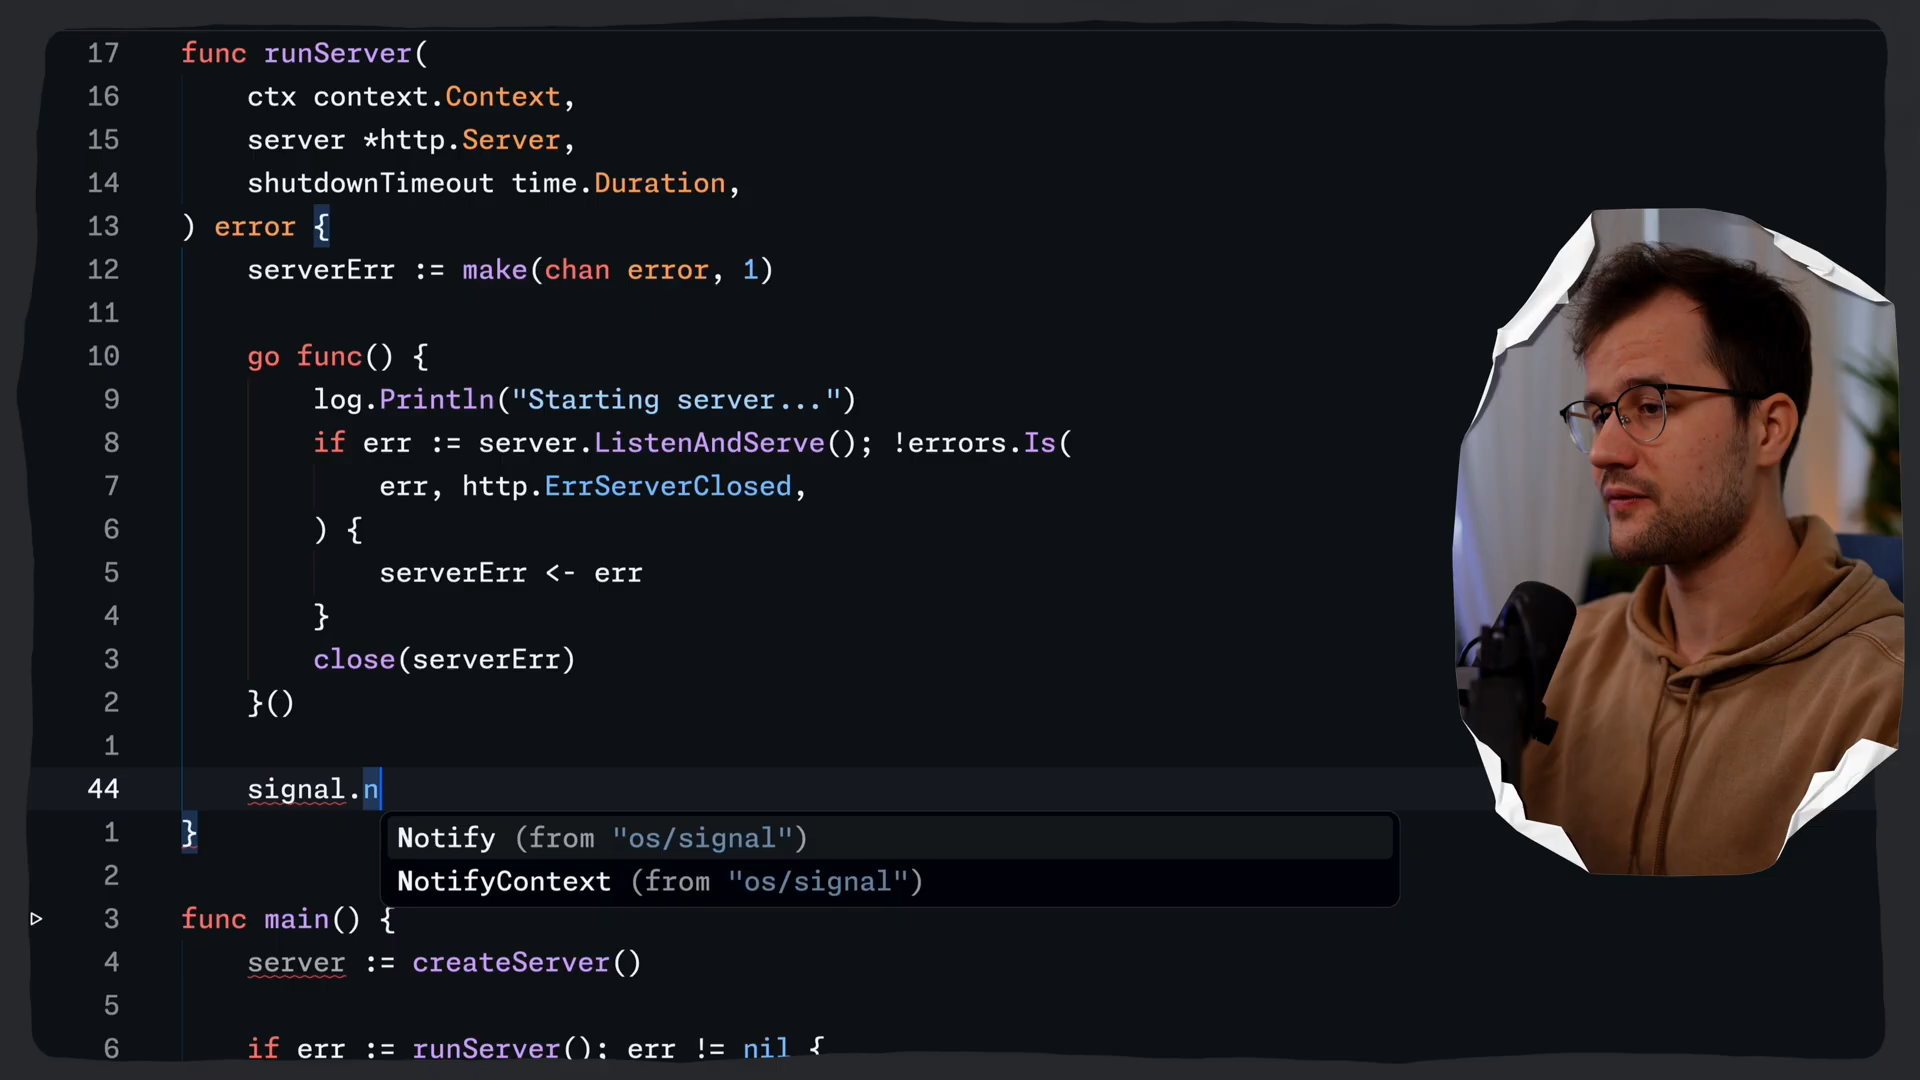 17 func runServer(
16 ctx context.Context,
15 server *http.Server,
14 shutdownTimeout time.Duration,
13 ) error {
12 serverErr := make(chan error, 1)
11
10 go func() {
9 log.Println("Starting server...")
8 if err := server.ListenAndServe(); !errors.Is(
7 err, http.ErrServerClosed,
6 ) {
5 serverErr <- err
4 }
3 close(serverErr)
2 }()
1
44 signal.n
1 }
Notify (from "os/signal")
2
NotifyContext (from "os/signal")
3 func main() {
4 server := createServer()
5
6 if err := runServer(); err != nil {